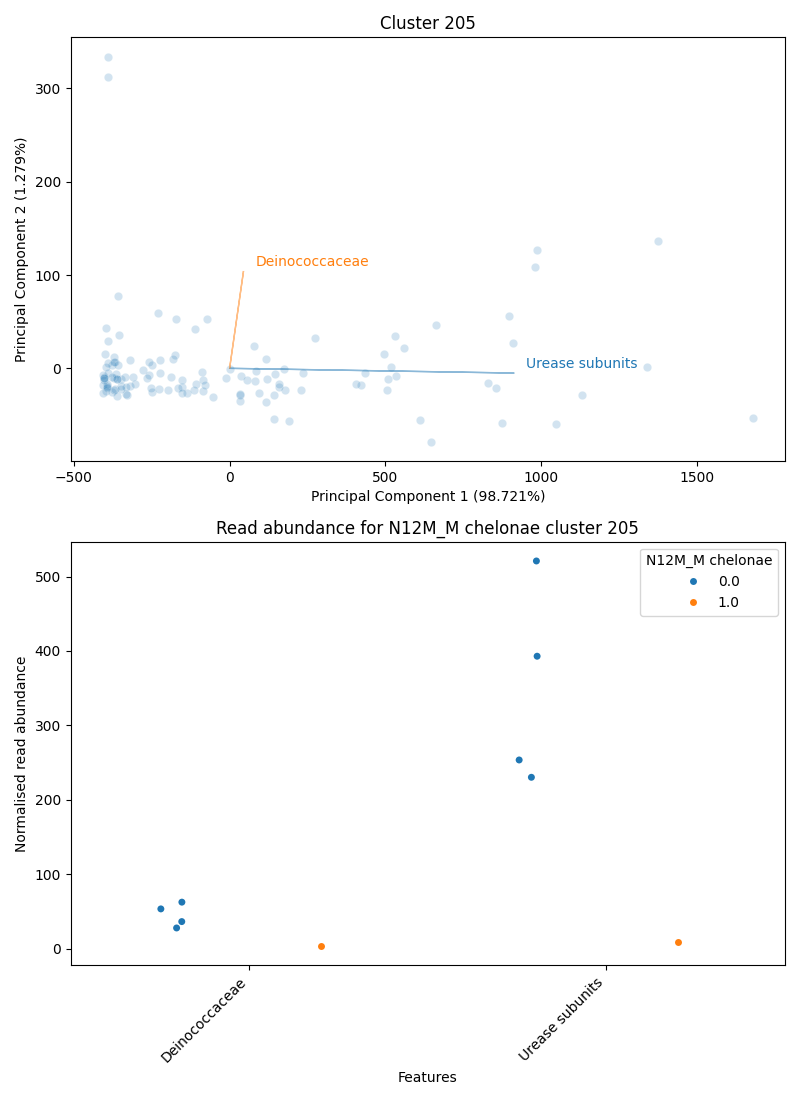 Cluster 205
Principal Component 2 (1.279%)
300
200
100
0
Deinococcaceae
Urease subunits
−500
0
500
1000
1500
Principal Component 1 (98.721%)
Read abundance for N12M_M chelonae cluster 205
Normalised read abundance
500
400
300
200
100
0
N12M_M chelonae
0.0
1.0
Deinococcaceae
Urease subunits
Features